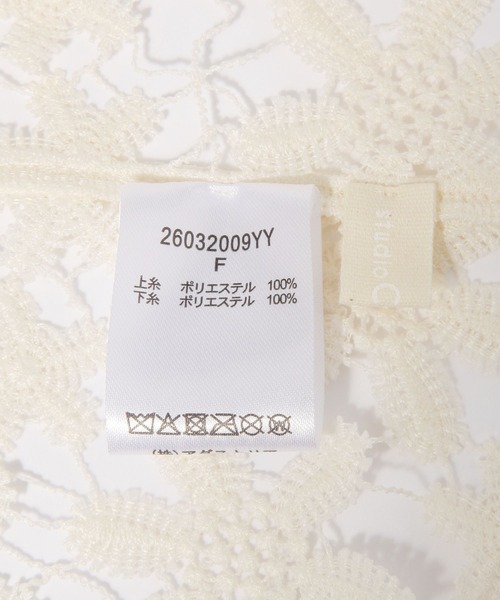 26032009YY
F
上糸 ポリエステル 100%
下糸 ポリエステル 100%
studio
C